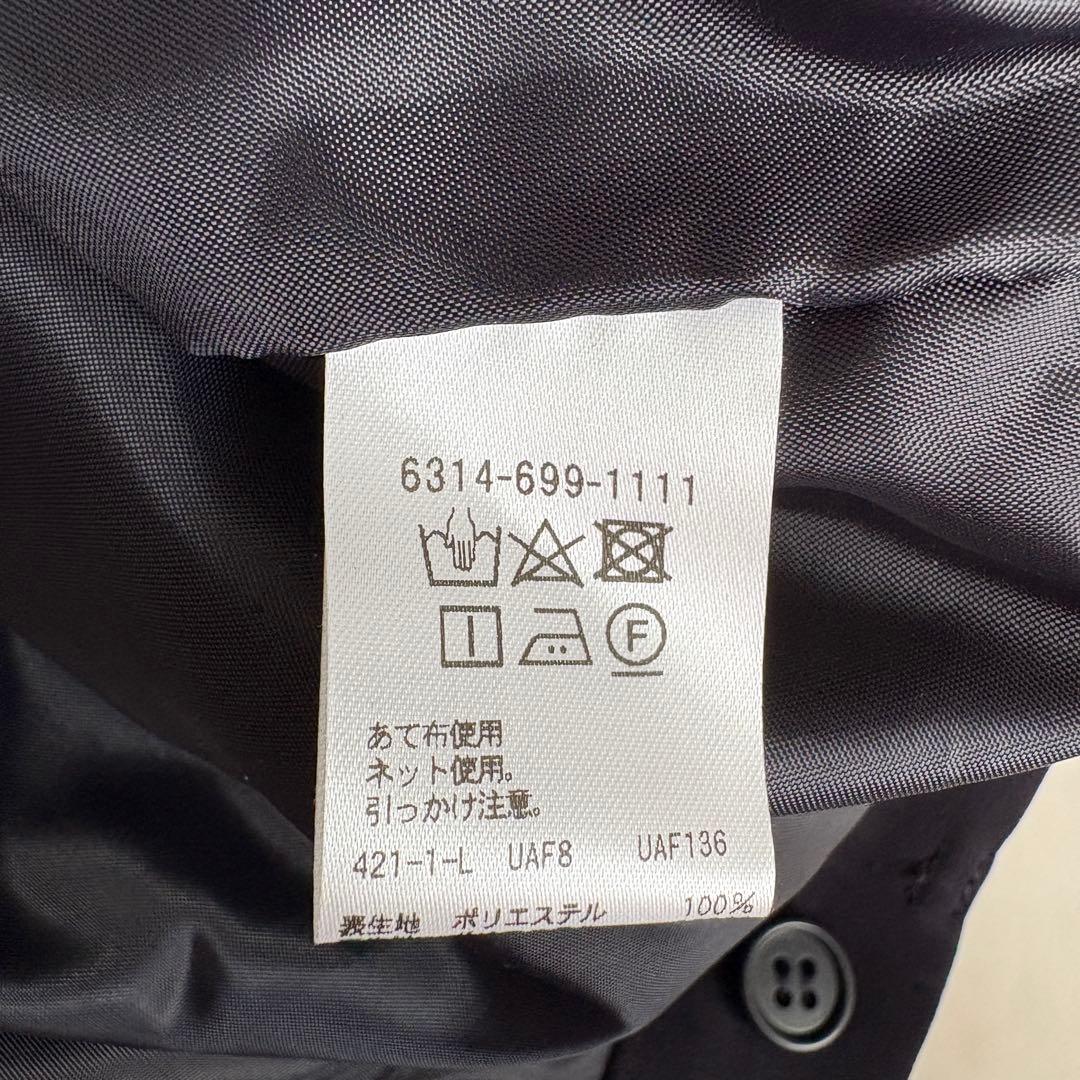 6314-699-1111
F
あて布使用
ネット使用。
引っかけ注意。
421-1-L UAF8 UAF136
表生地 ポリエステル 100%